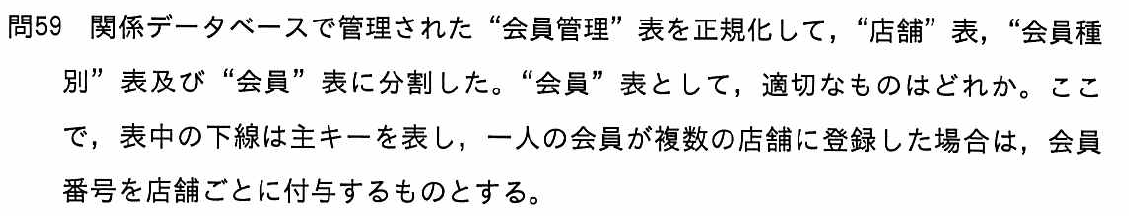 問59　関係データベースで管理された“会員管理”表を正規化して，“店舗”表，“会員種
別”表及び“会員”表に分割した。“会員”表として，適切なものはどれか。ここ
で，表中の下線は主キーを表し，一人の会員が複数の店舗に登録した場合は，会員
番号を店舗ごとに付与するものとする。